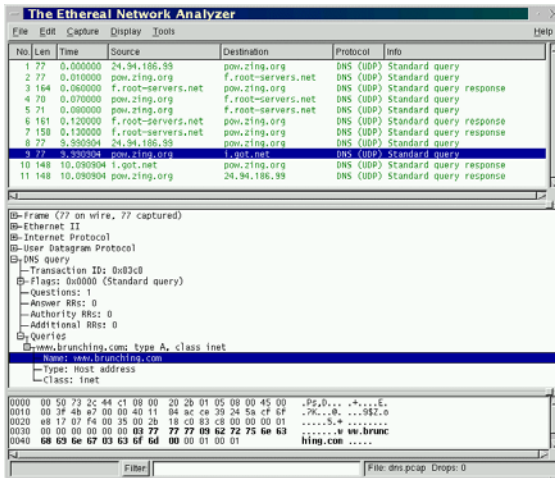 The Ethereal Network Analyzer
File Edit Capture Display Tools Help
No. Len Time Source Destination Protocol Info
1 77 0.000000 24.94.186.99 pow.zing.org DNS (UDP) Standard query
2 77 0.010000 pow.zing.org f.root-servers.net DNS (UDP) Standard query
3 164 0.060000 f.root-servers.net pow.zing.org DNS (UDP) Standard query response
4 70 0.070000 pow.zing.org f.root-servers.net DNS (UDP) Standard query
5 71 0.080000 pow.zing.org f.root-servers.net DNS (UDP) Standard query
6 161 0.120000 f.root-servers.net pow.zing.org DNS (UDP) Standard query response
7 158 0.130000 f.root-servers.net pow.zing.org DNS (UDP) Standard query response
8 77 9.990904 24.94.186.99 pow.zing.org DNS (UDP) Standard query
9 77 9.990904 pow.zing.org i.got.net DNS (UDP) Standard query
10 148 10.090904 i.got.net pow.zing.org DNS (UDP) Standard query response
11 148 10.090904 pow.zing.org 24.94.186.99 DNS (UDP) Standard query response
Frame (77 on wire, 77 captured)
Ethernet II
Internet Protocol
User Datagram Protocol
DNS query
Transaction ID: 0x83c8
Flags: 0x0000 (Standard query)
Questions: 1
Answer RRs: 0
Authority RRs: 0
Additional RRs: 0
Queries
www.brunching.com: type A, class inet
Name: www.brunching.com
Type: Host address
Class: inet
0000 00 50 73 2c 44 c1 08 00 20 2b 01 05 08 00 45 00 .Ps,D... .+....E.
0010 00 3f 4b e7 00 00 40 11 84 ac ce 39 24 5a cf 6f .?K...@. ...9$Z.o
0020 e8 17 07 f4 00 35 00 2b 18 c0 83 c8 00 00 00 01 .....5.+ ........
0030 00 00 00 00 00 00 03 77 77 77 09 62 72 75 6e 63 .......w ww.brunc
0040 68 69 6e 67 03 63 6f 6d 00 00 01 00 01 hing.com .....
Filter: File: dns.pcap Drops: 0